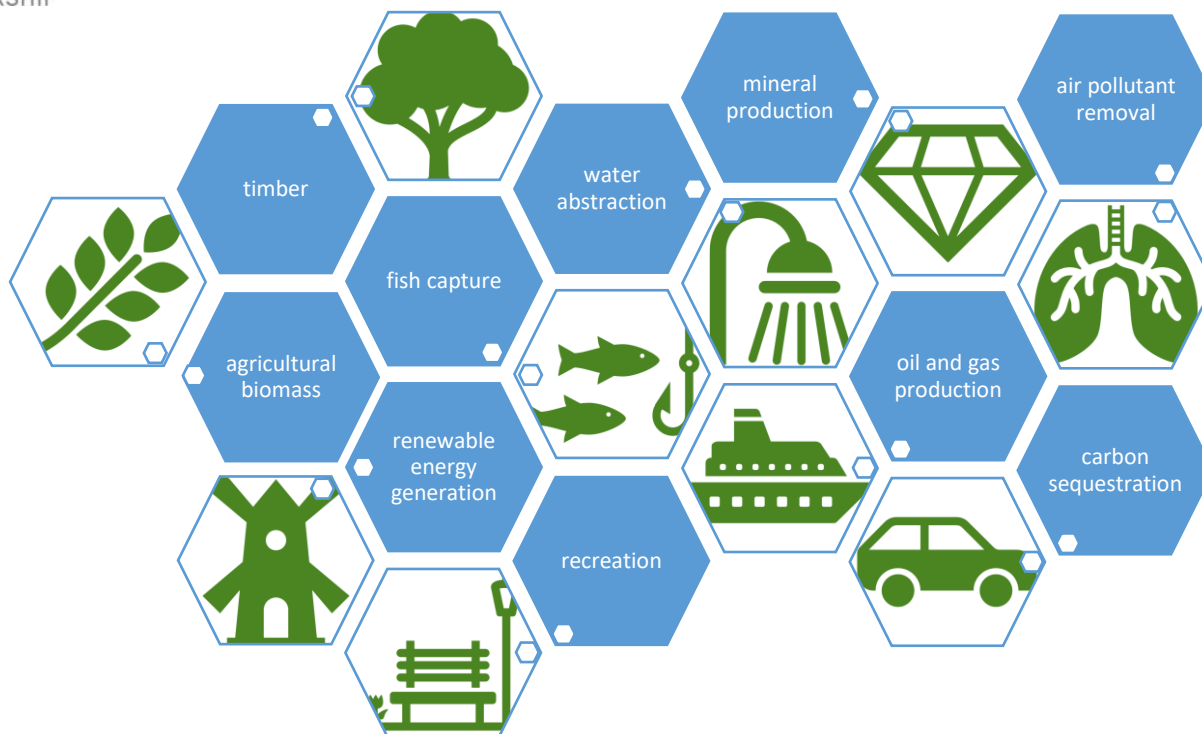 timber
mineral
production
air pollutant
removal
water
abstraction
fish capture
agricultural
biomass
oil and gas
production
renewable
energy
generation
carbon
sequestration
recreation